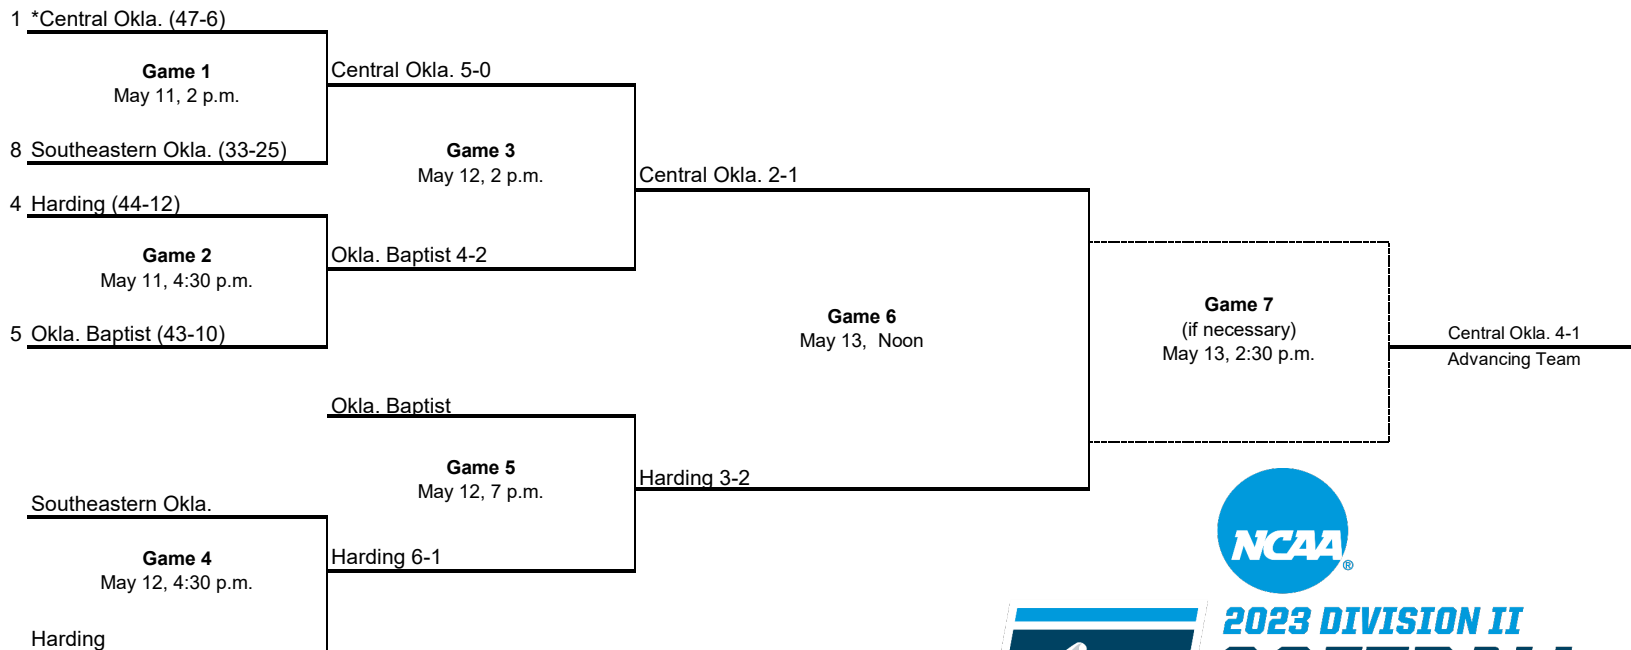 1 *Central Okla. (47-6)
Game 1
May 11, 2 p.m.
Central Okla. 5-0
8 Southeastern Okla. (33-25)
Game 3
May 12, 2 p.m.
Central Okla. 2-1
4 Harding (44-12)
Game 2
May 11, 4:30 p.m.
Okla. Baptist 4-2
5 Okla. Baptist (43-10)
Game 6
May 13, Noon
Game 7
(if necessary)
May 13, 2:30 p.m.
Central Okla. 4-1
Advancing Team
Okla. Baptist
Game 5
May 12, 7 p.m.
Harding 3-2
Southeastern Okla.
Game 4
May 12, 4:30 p.m.
Harding 6-1
Harding
NCAA®
2023 DIVISION II